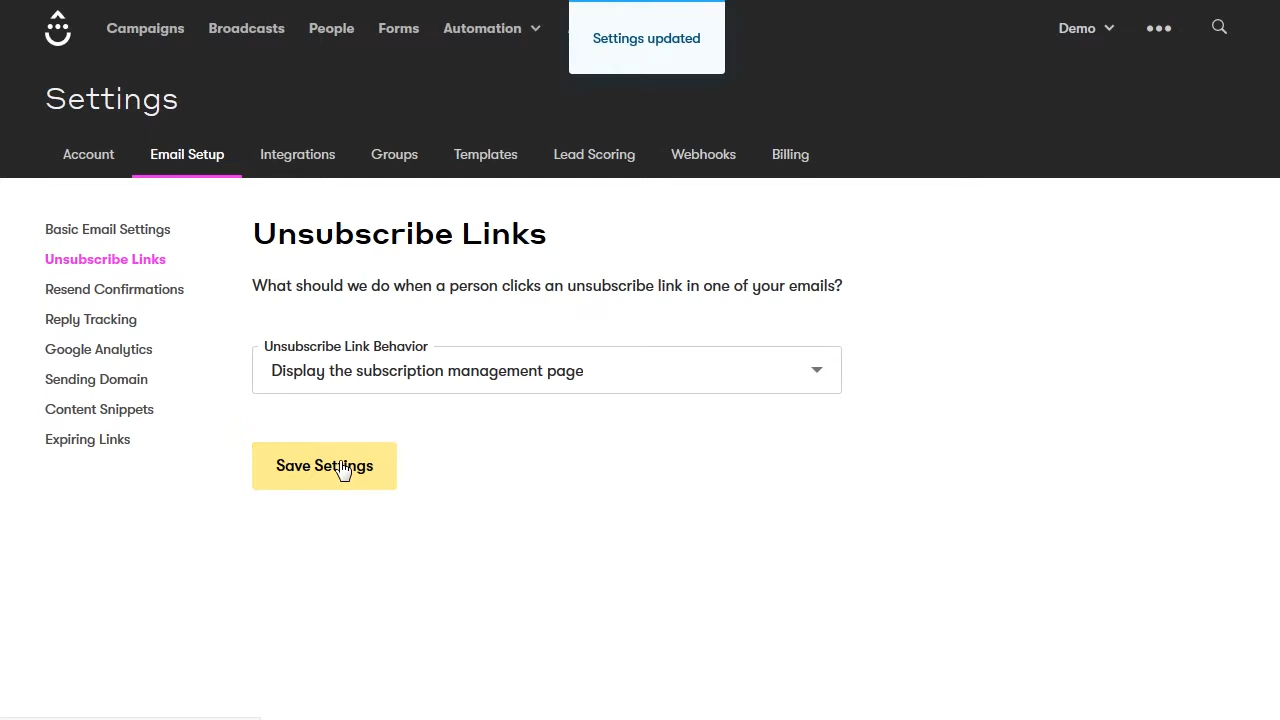 Campaigns Broadcasts People Forms Automation Settings updated Demo
Settings
Account Email Setup Integrations Groups Templates Lead Scoring Webhooks Billing
Basic Email Settings
Unsubscribe Links
Resend Confirmations
Reply Tracking
Google Analytics
Sending Domain
Content Snippets
Expiring Links
Unsubscribe Links
What should we do when a person clicks an unsubscribe link in one of your emails?
Unsubscribe Link Behavior
Display the subscription management page
Save Settings